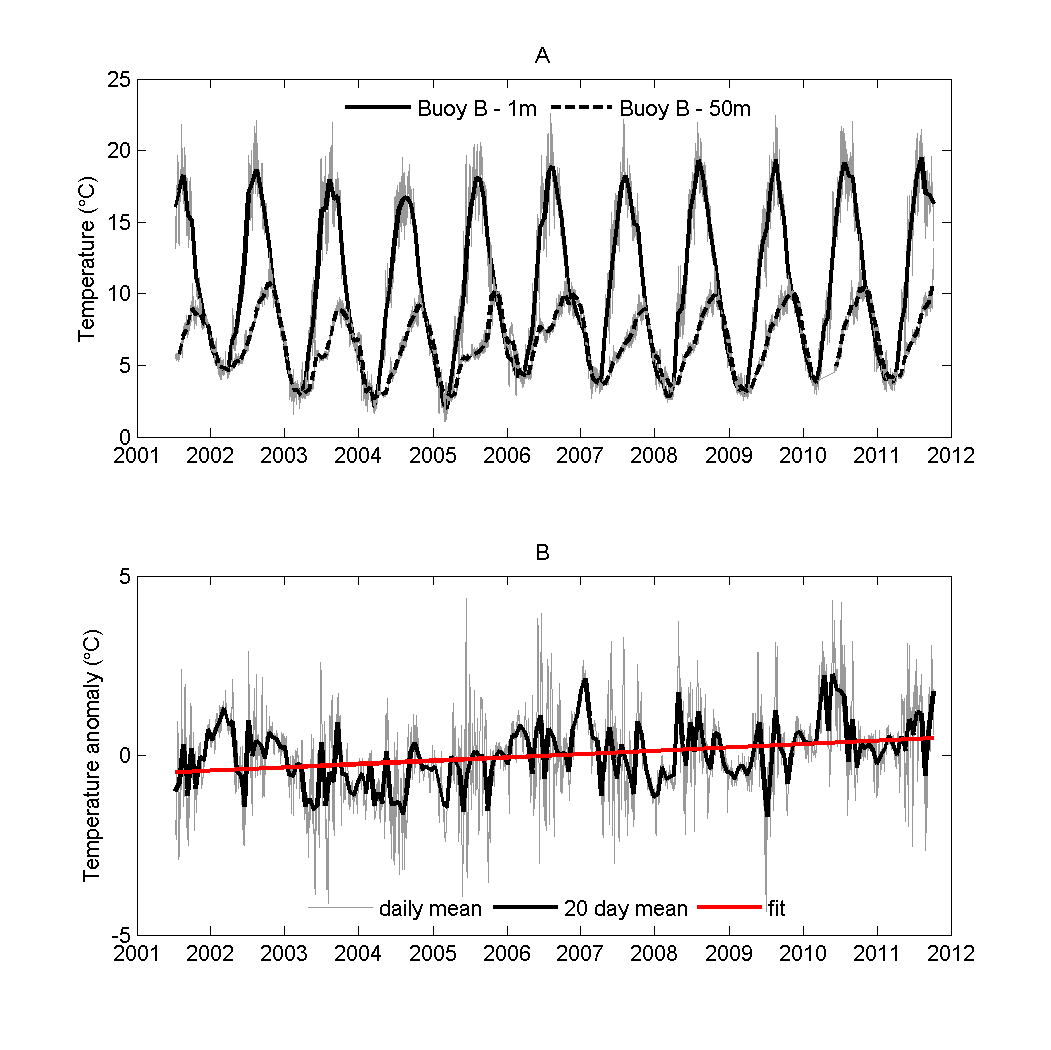 A
25
Buoy B - 1m Buoy B - 50m
20
15
10
5
0
Temperature (°C)
2001 2002 2003 2004 2005 2006 2007 2008 2009 2010 2011 2012
B
5
0
-5
Temperature anomaly (°C)
daily mean 20 day mean fit
2001 2002 2003 2004 2005 2006 2007 2008 2009 2010 2011 2012